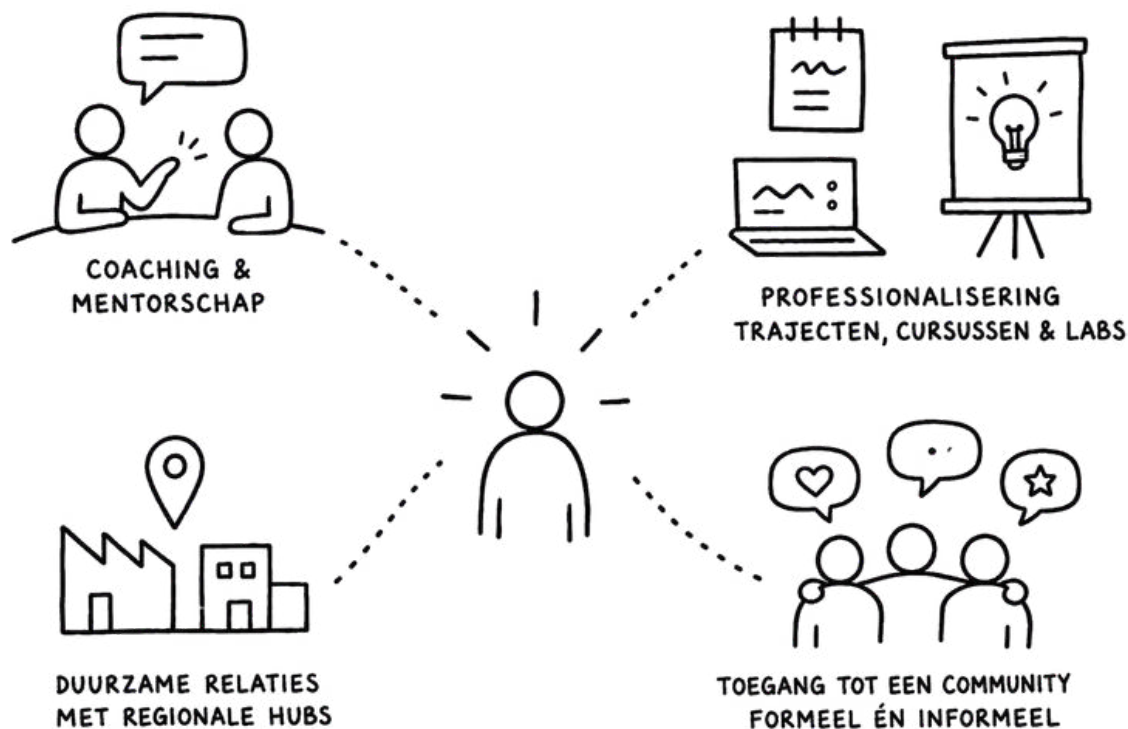 COACHING &
MENTORSCHAP
PROFESSIONALISERING
TRAJECTEN, CURSUSSEN & LABS
DUURZAME RELATIES
MET REGIONALE HUBS
TOEGANG TOT EEN COMMUNITY
FORMEEL ÉN INFORMEEL